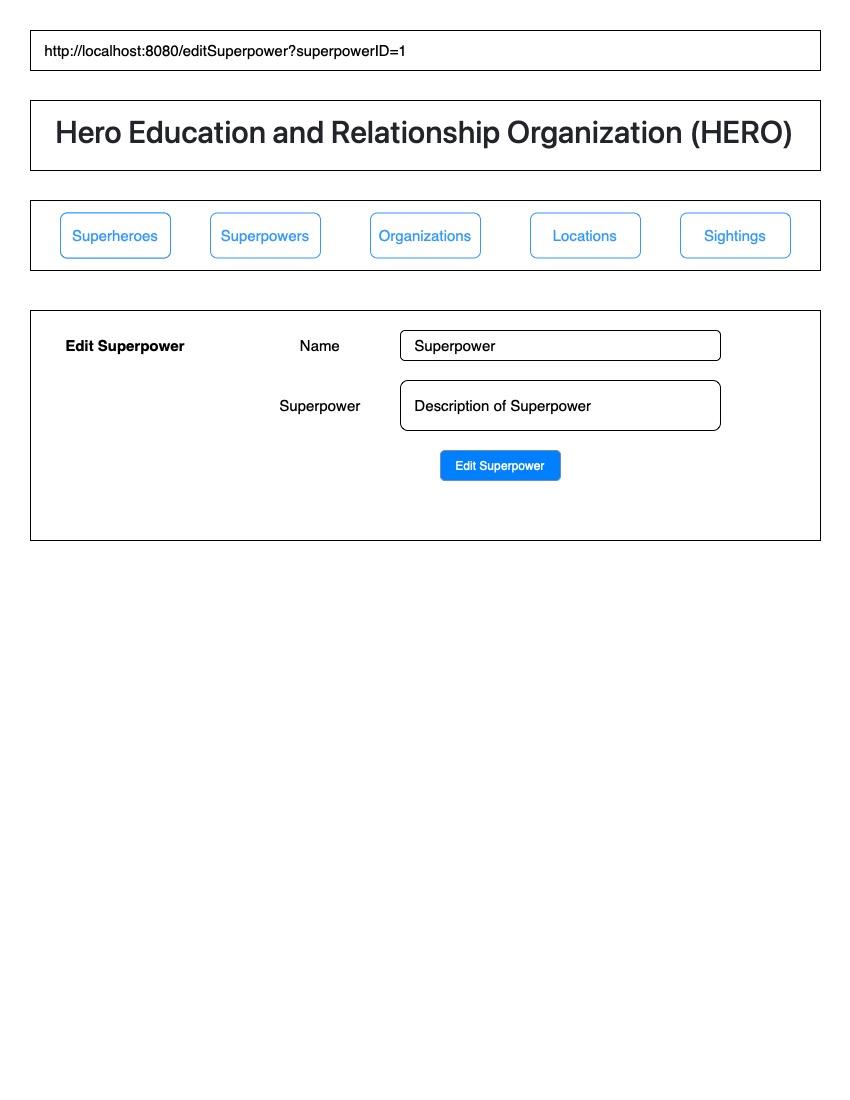 http://localhost:8080/editSuperpower?superpowerID=1
Hero Education and Relationship Organization (HERO)
Superheroes Superpowers Organizations Locations Sightings
Edit Superpower Name Superpower
Superpower Description of Superpower
Edit Superpower